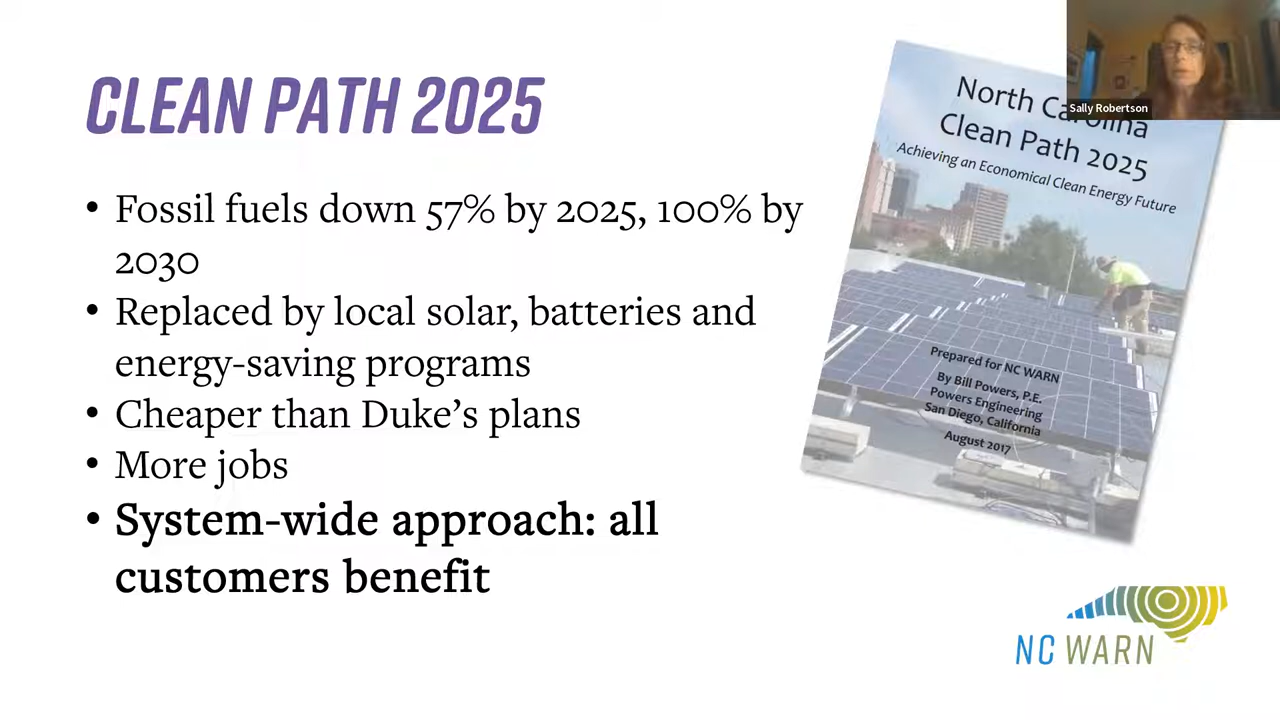 CLEAN PATH 2025
• Fossil fuels down 57% by 2025, 100% by
2030
• Replaced by local solar, batteries and
energy-saving programs
• Cheaper than Duke’s plans
• More jobs
• System-wide approach: all
customers benefit
North Carolina
Clean Path 2025
Achieving an Economical Clean Energy Future
Prepared for NC WARN
By Bill Powers, P.E.
Powers Engineering
San Diego, California
August 2017
Sally Robertson
NC WARN